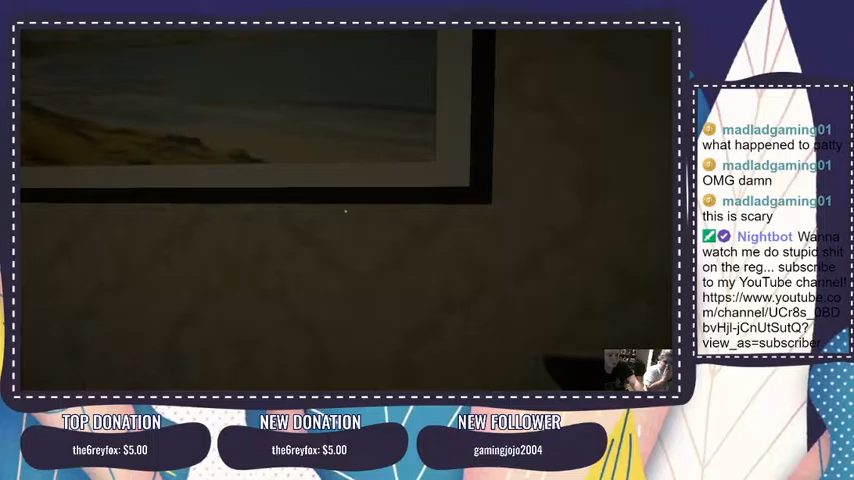 madladgaming01
what happened to patty
madladgaming01
OMG damn
madladgaming01
this is scary
Nightbot Wanna
watch me do stupid shit
on the reg... subscribe
to my YouTube channel!
https://www.youtube.co
m/channel/UCr8s_0BD
bvHjl-jCnUtSutQ?
view_as=subscriber
TOP DONATION
the6reyfox: $5.00
NEW DONATION
the6reyfox: $5.00
NEW FOLLOWER
gamingjojo2004